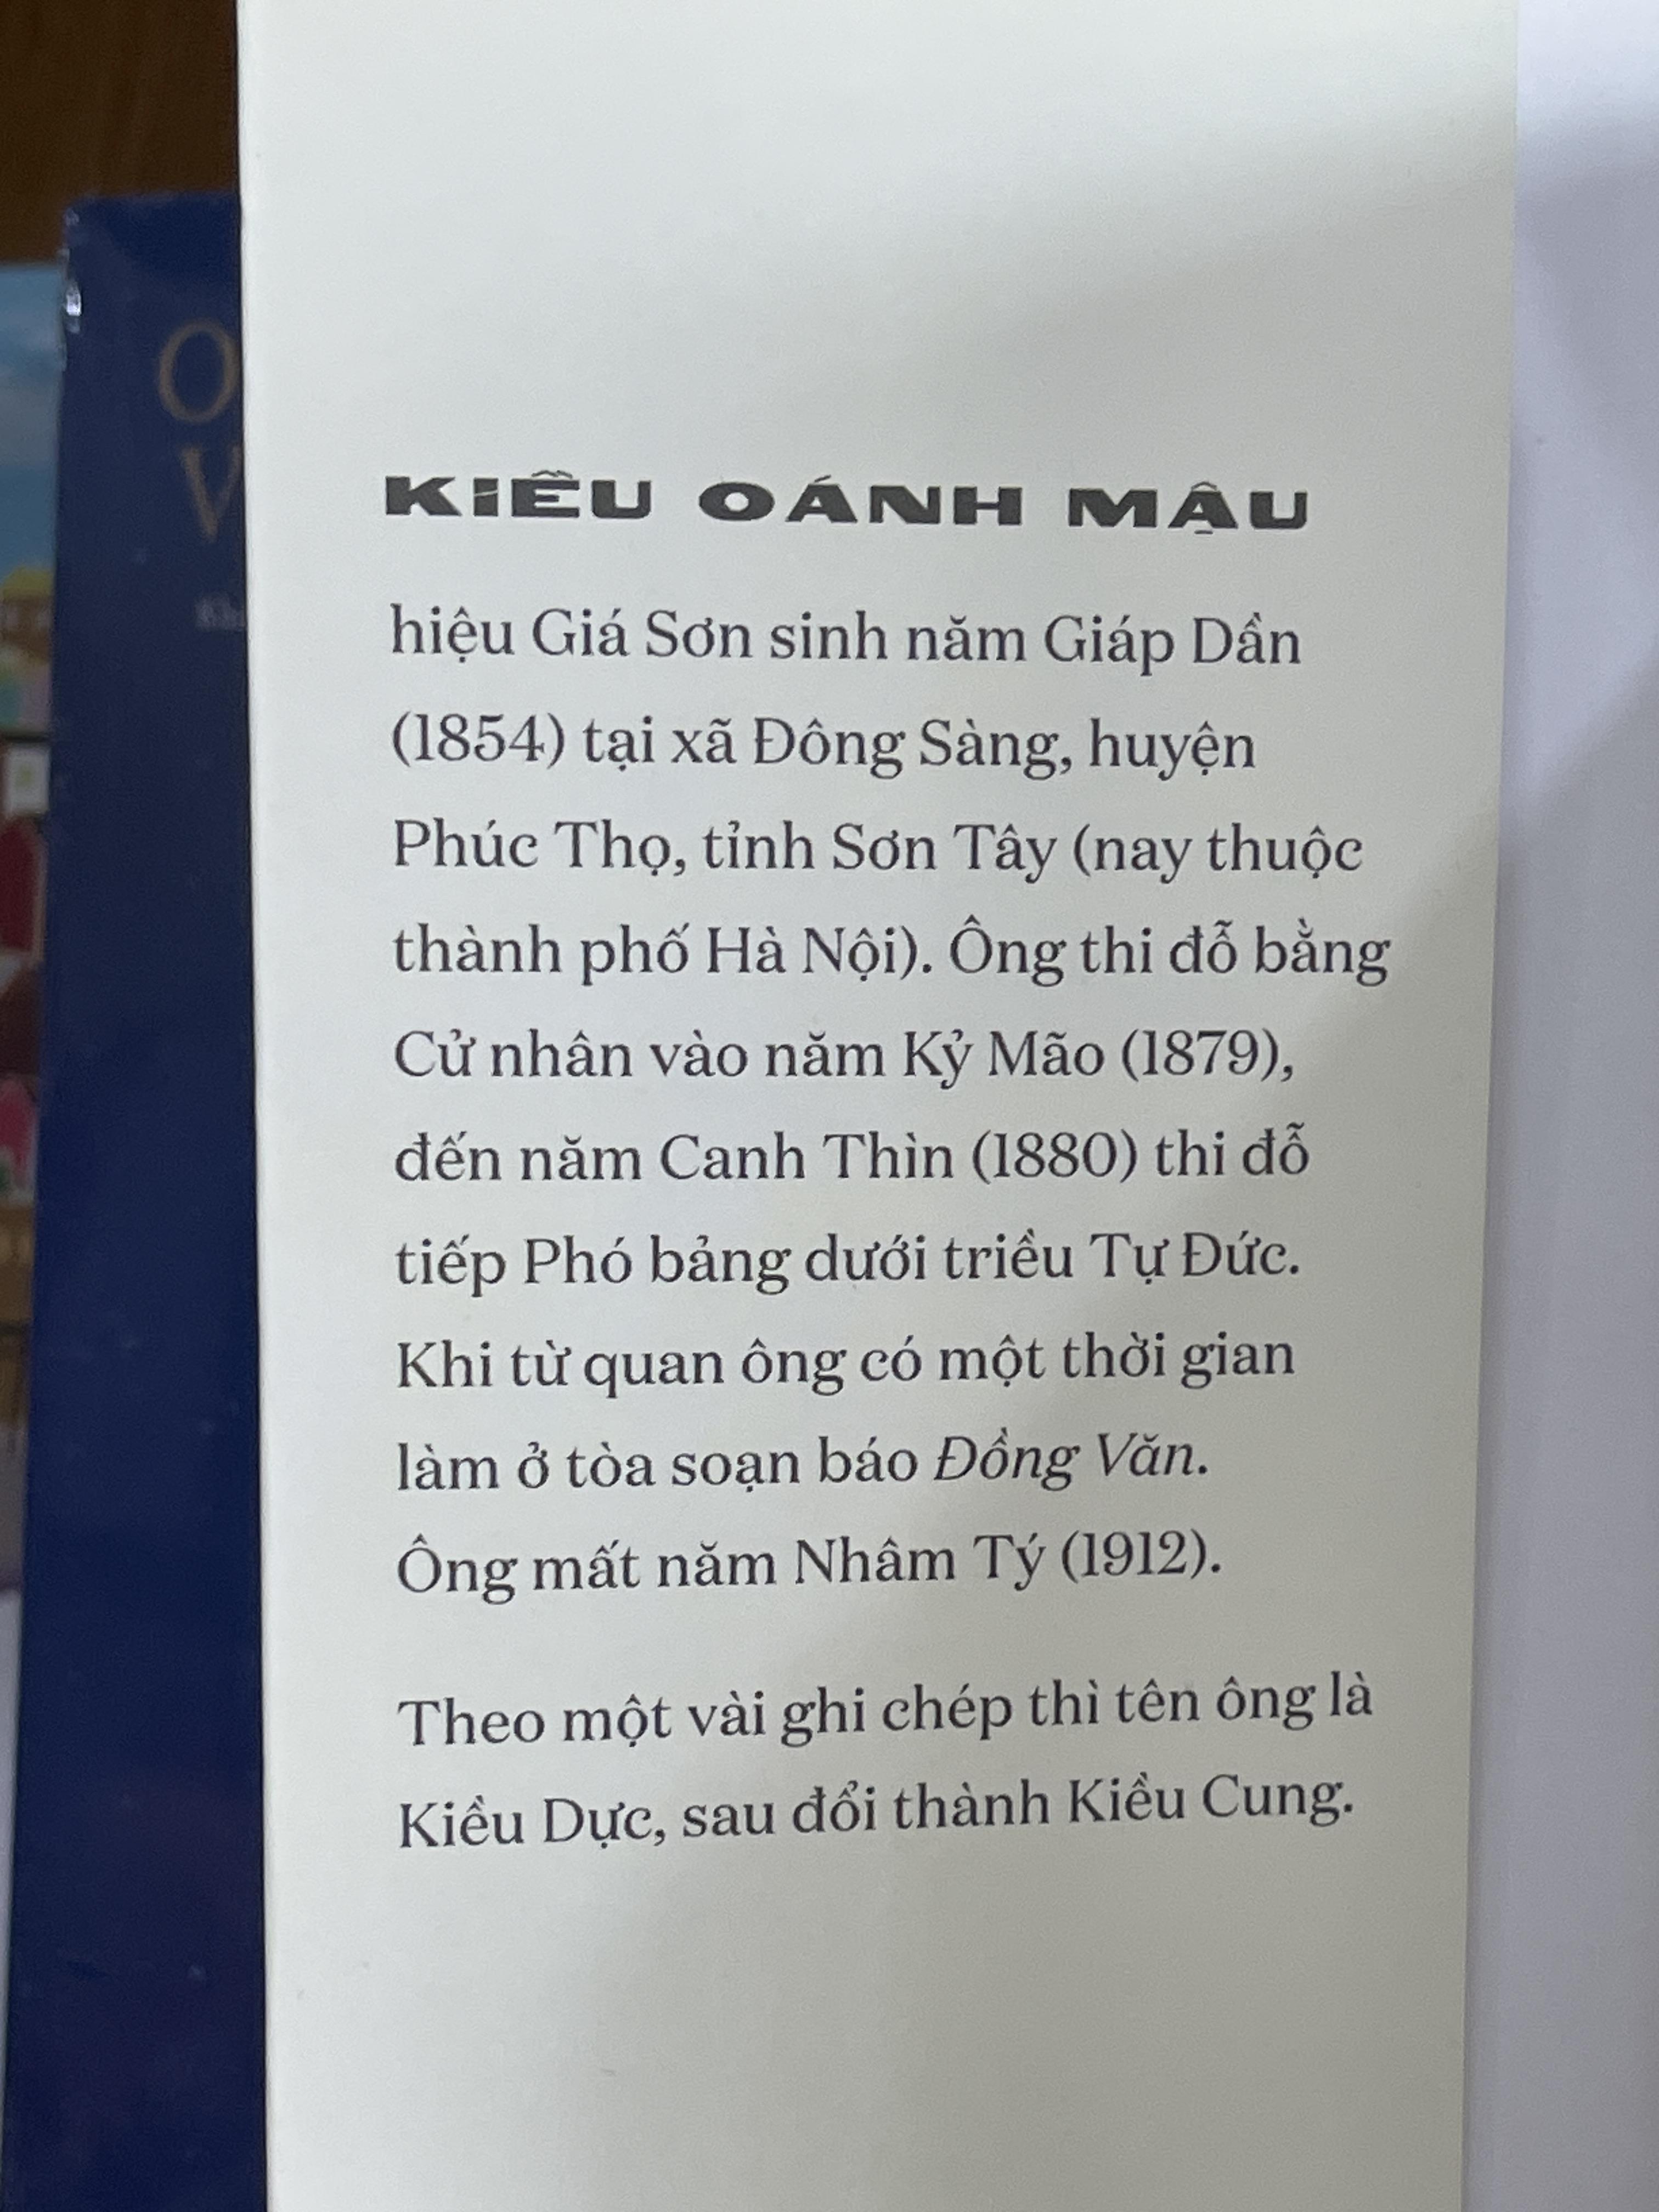 KIỀU OÁNH MẬU
hiệu Giá Sơn sinh năm Giáp Dần
(1854) tại xã Đông Sàng, huyện
Phúc Thọ, tỉnh Sơn Tây (nay thuộc
thành phố Hà Nội). Ông thi đỗ bằng
Cử nhân vào năm Kỷ Mão (1879),
đến năm Canh Thìn (1880) thi đỗ
tiếp Phó bảng dưới triều Tự Đức.
Khi từ quan ông có một thời gian
làm ở tòa soạn báo Đồng Văn.
Ông mất năm Nhâm Tý (1912).
Theo một vài ghi chép thì tên ông là
Kiều Dực, sau đổi thành Kiều Cung.